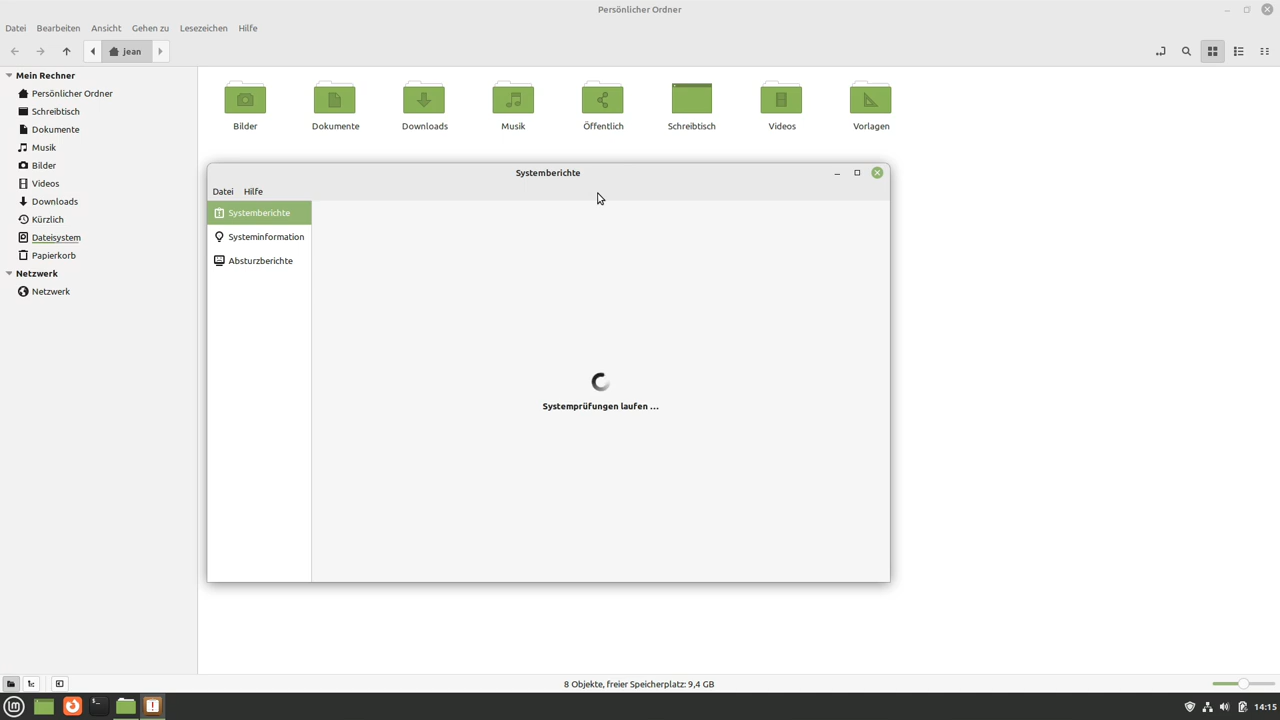 Persönlicher Ordner
Datei Bearbeiten Ansicht Gehen zu Lesezeichen Hilfe
jean
Mein Rechner
Persönlicher Ordner
Schreibtisch
Dokumente
Musik
Bilder
Videos
Downloads
Kürzlich
Dateisystem
Papierkorb
Netzwerk
Netzwerk
Bilder Dokumente Downloads Musik Öffentlich Schreibtisch Videos Vorlagen
Systemberichte
Datei Hilfe
Systemberichte
Systeminformation
Absturzberichte
Systemprüfungen laufen …
8 Objekte, freier Speicherplatz: 9,4 GB
14:15